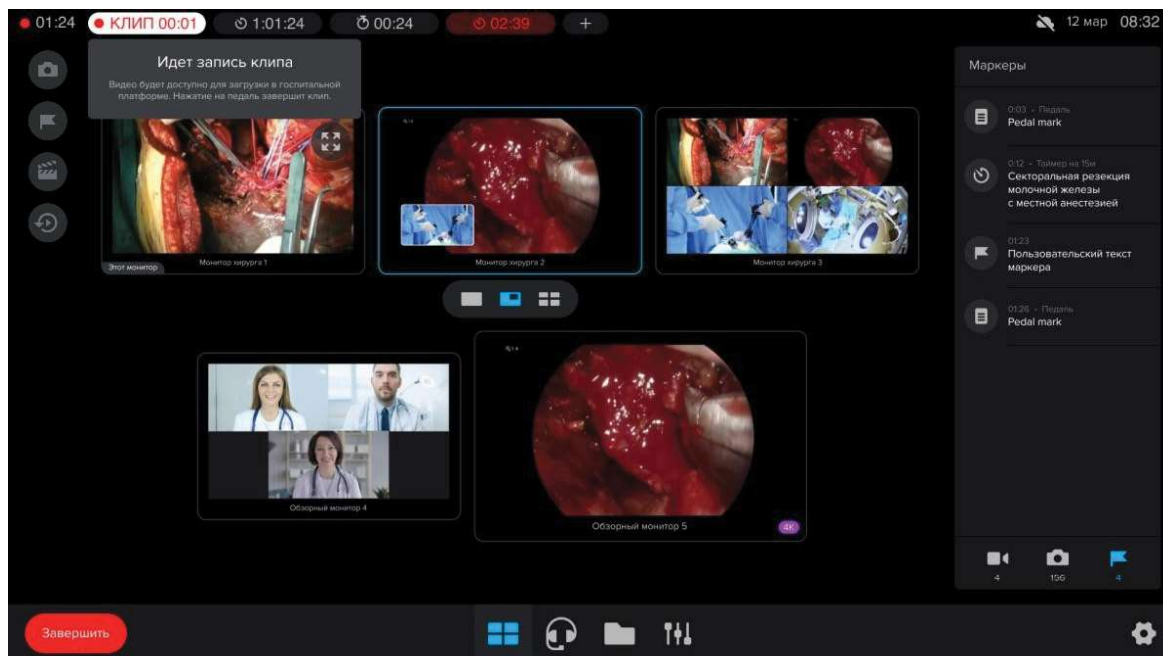 01:24
КЛИП 00:01
1:01:24
00:24
02:39
+
12 мар 08:32
Идет запись клипа
Видео будет доступно для загрузки в госпитальной
платформе. Нажатие на педаль завершит клип.
Этот монитор
Монитор хирурга 1
Монитор хирурга 2
Монитор хирурга 3
Обзорный монитор 4
Обзорный монитор 5
4K
Маркеры
0:03 • Педаль
Pedal mark
0:12 • Таймер на 15м
Секторальная резекция
молочной железы
с местной анестезией
01:23
Пользовательский текст
маркера
01:26 • Педаль
Pedal mark
4
156
4
Завершить